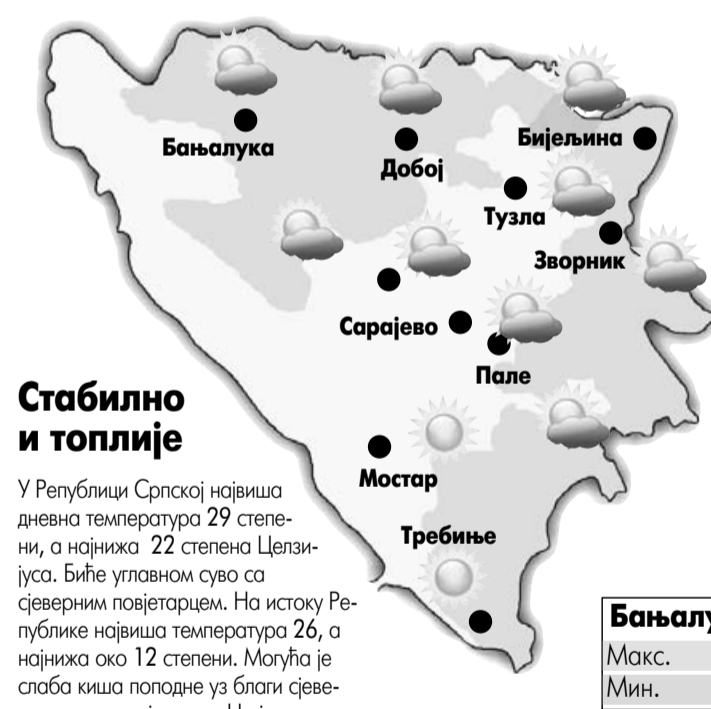 Бањалука
Добој
Бијељина
Тузла
Зворник
Сарајево
Пале
Мостар
Требиње
Стабилно
и топлије
У Републици Српској највиша
дневна температура 29 степе-
ни, а најнижа 22 степена Целзи-
јуса. Биће углавном суво са
сјеверним повјетарцем. На истоку Ре-
публике највиша температура 26, а
најнижа око 12 степени. Могућа је
слаба киша поподне уз благи сјеве-
Бањалу
Макс.
Мин.